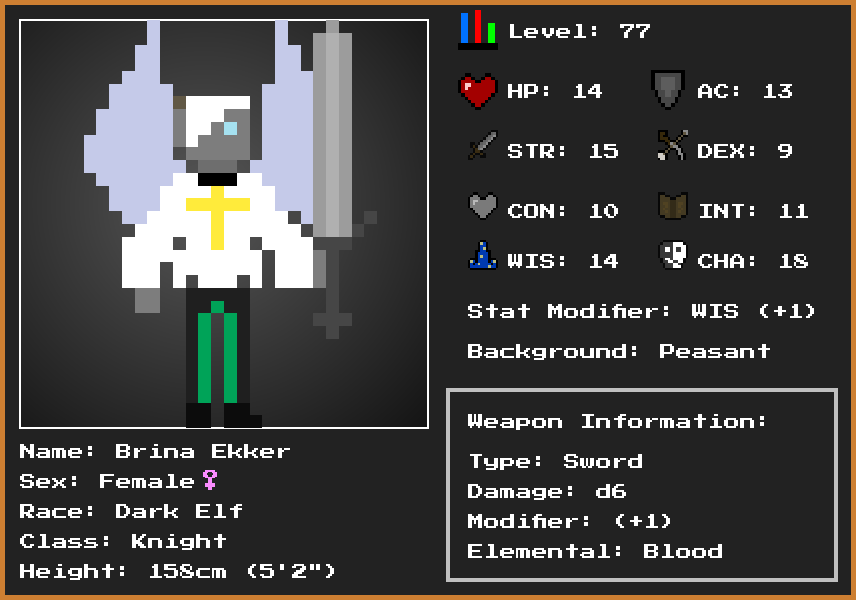 Level: 77
HP: 14
AC: 13
STR: 15
DEX: 9
CON: 10
INT: 11
WIS: 14
CHA: 18
Stat Modifier: WIS (+1)
Background: Peasant
Weapon Information:
Type: Sword
Damage: d6
Modifier: (+1)
Elemental: Blood
Name: Brina Ekker
Sex: Female♀
Race: Dark Elf
Class: Knight
Height: 158cm (5'2")